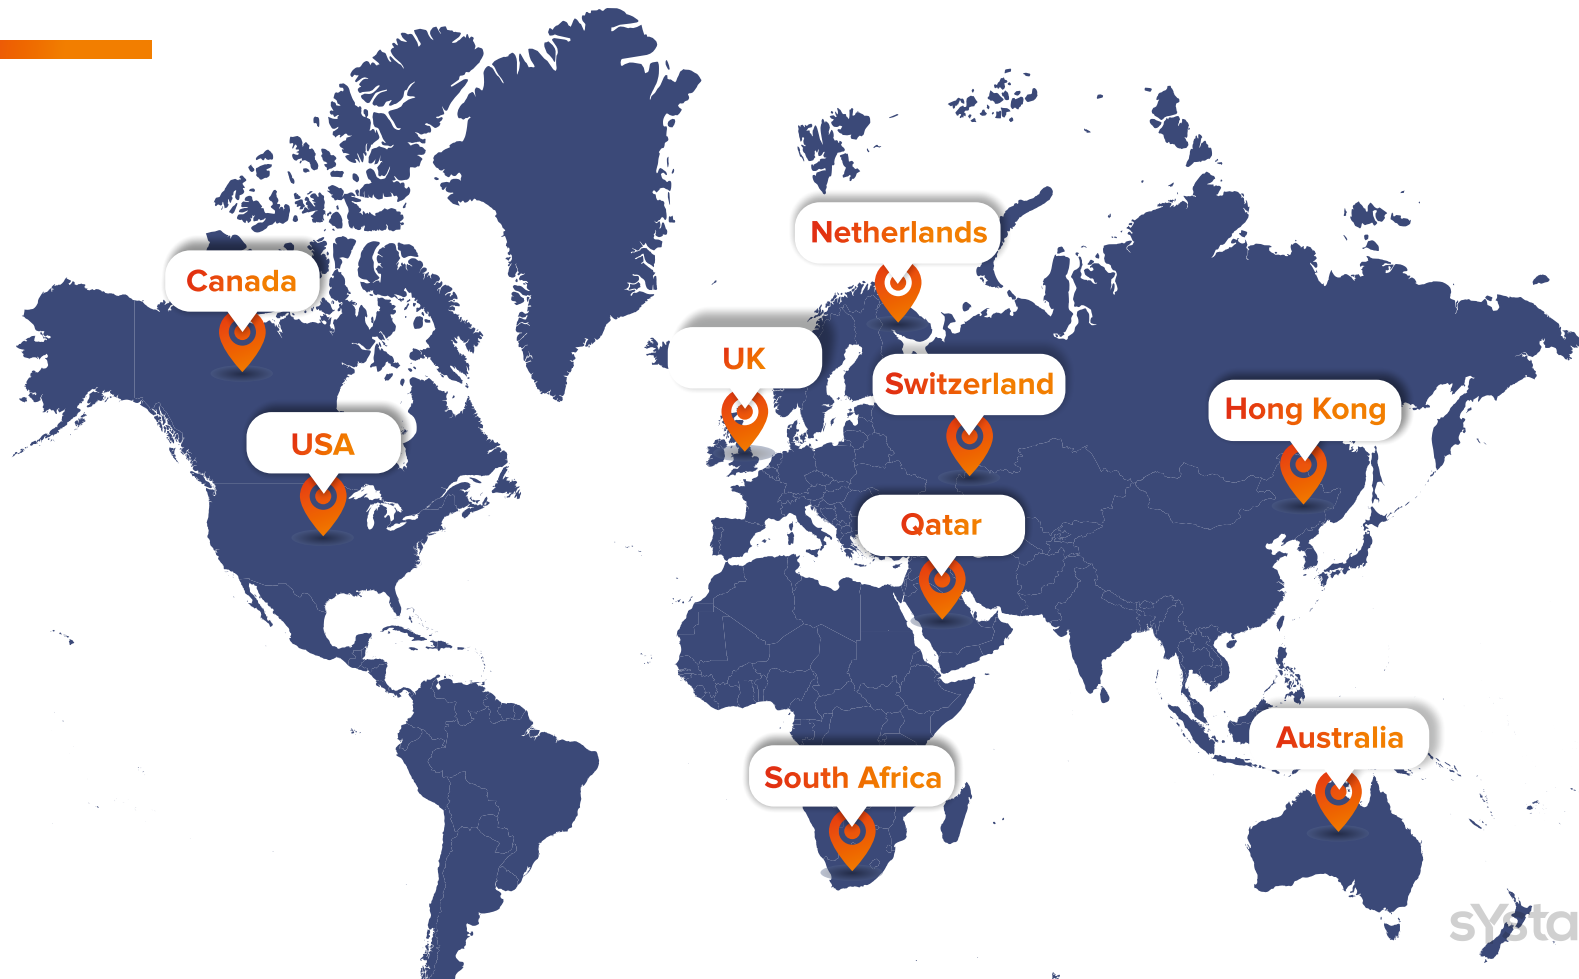 Netherlands
Canada
UK
Switzerland
Hong Kong
USA
Qatar
Australia
South Africa
sYsta